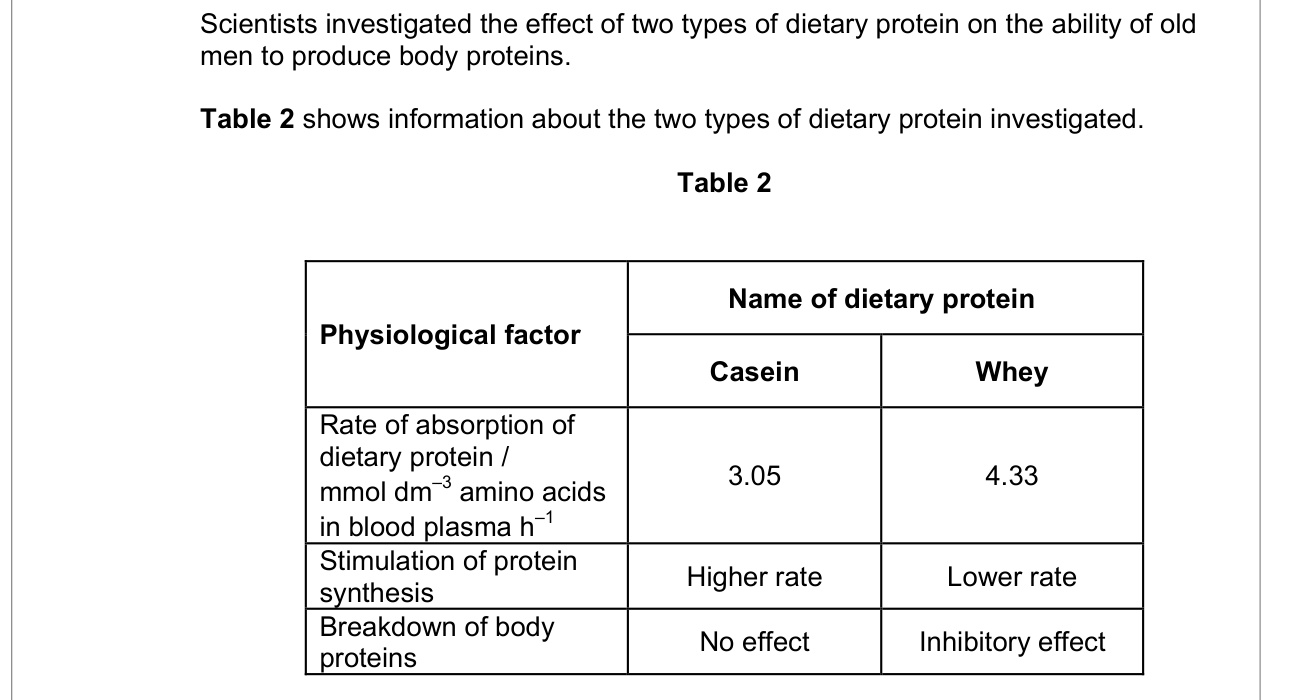 Scientists investigated the effect of two types of dietary protein on the ability of old
men to produce body proteins.
Table 2 shows information about the two types of dietary protein investigated.
Table 2
Physiological factor
Name of dietary protein
Casein
Whey
Rate of absorption of
dietary protein /
mmol dm⁻³ amino acids
in blood plasma h⁻¹
3.05
4.33
Stimulation of protein
synthesis
Higher rate
Lower rate
Breakdown of body
proteins
No effect
Inhibitory effect